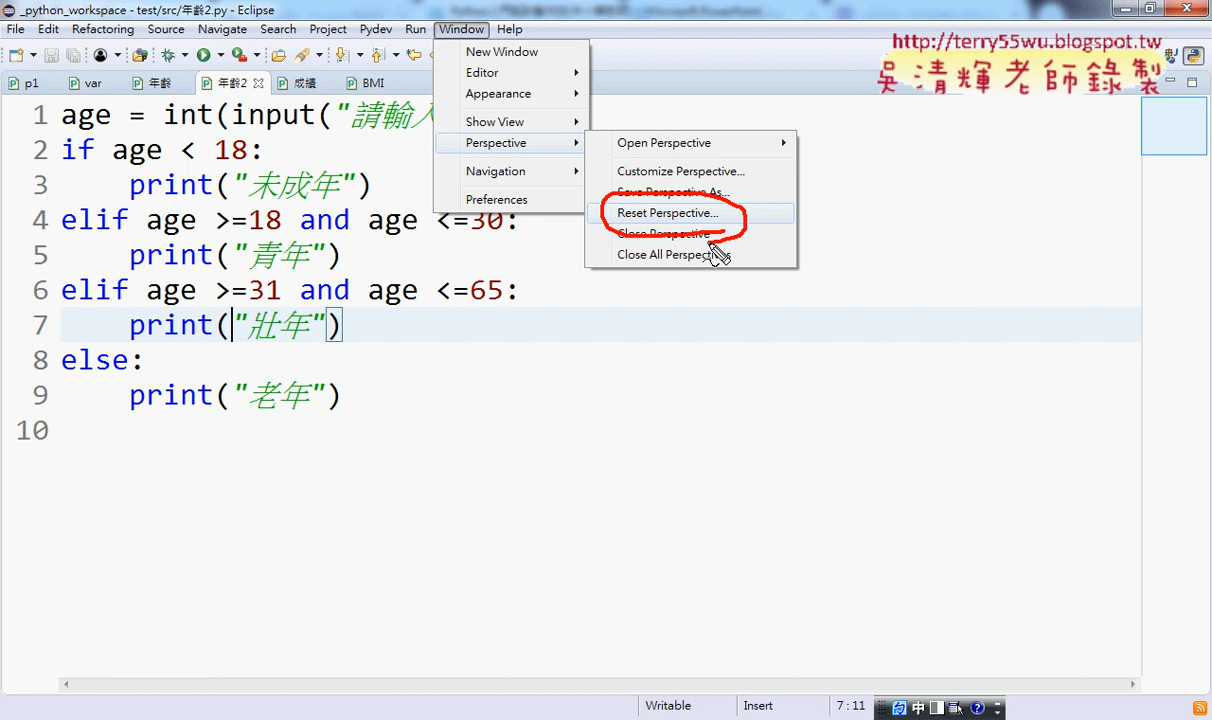 _python_workspace - test/src/年齡2.py - Eclipse
File Edit Refactoring Source Navigate Search Project Pydev Run Window Help
http://terry55wu.blogspot.tw
吳清輝老師錄製
p1 var 年齡 年齡2 成績 BMI
New Window
Editor
Appearance
Show View
Perspective
Navigation
Preferences
Open Perspective
Customize Perspective...
Save Perspective As...
Reset Perspective...
Close Perspective
Close All Perspectives
1 age = int(input("請輸入
2 if age < 18:
3 print("未成年")
4 elif age >=18 and age <=30:
5 print("青年")
6 elif age >=31 and age <=65:
7 print("壯年")
8 else:
9 print("老年")
10
Writable Insert 7:11 中